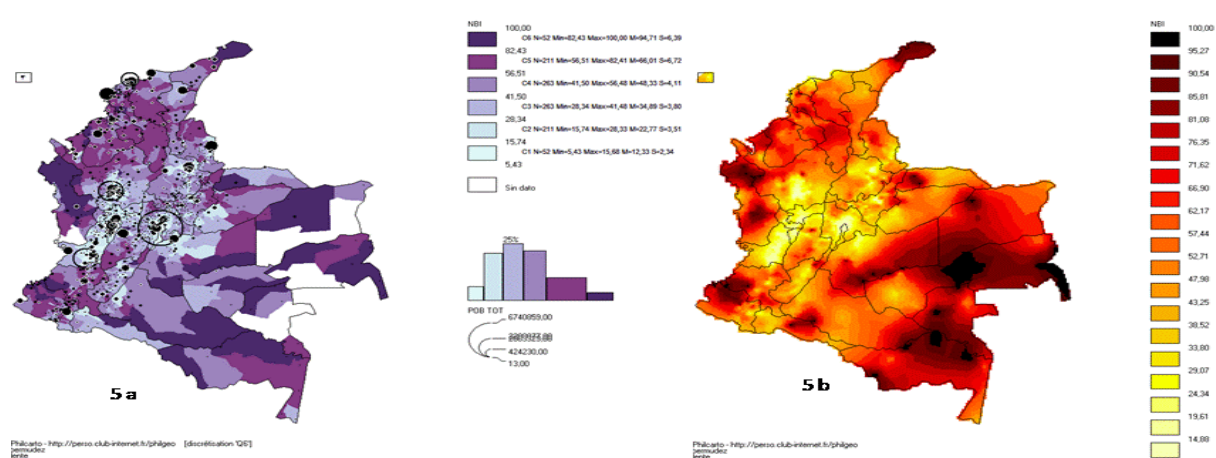 NBI
100,00
C6 N=52 Min=82,43 Max=100,00 M=94,71 S=6,39
82,43
C5 N=211 Min=56,51 Max=82,41 M=66,01 S=6,72
56,51
C4 N=263 Min=41,50 Max=56,48 M=48,33 S=4,11
41,50
C3 N=263 Min=28,34 Max=41,48 M=34,89 S=3,80
28,34
C2 N=211 Min=15,74 Max=28,33 M=22,77 S=3,51
15,74
C1 N=52 Min=5,43 Max=15,68 M=12,33 S=2,34
5,43
Sin dato
25%
POB TOT
6740859,00
424230,00
13,00
5a
Philcarto - http://perso.club-internet.fr/philgeo [discrétisation 'Q6']
bermudez
lente
NBI
100,00
95,27
90,54
85,81
81,08
76,35
71,62
66,90
62,17
57,44
52,71
47,98
43,25
38,52
33,80
29,07
24,34
19,61
14,88
5b
Philcarto - http://perso.club-internet.fr/philgeo
bermudez
lente